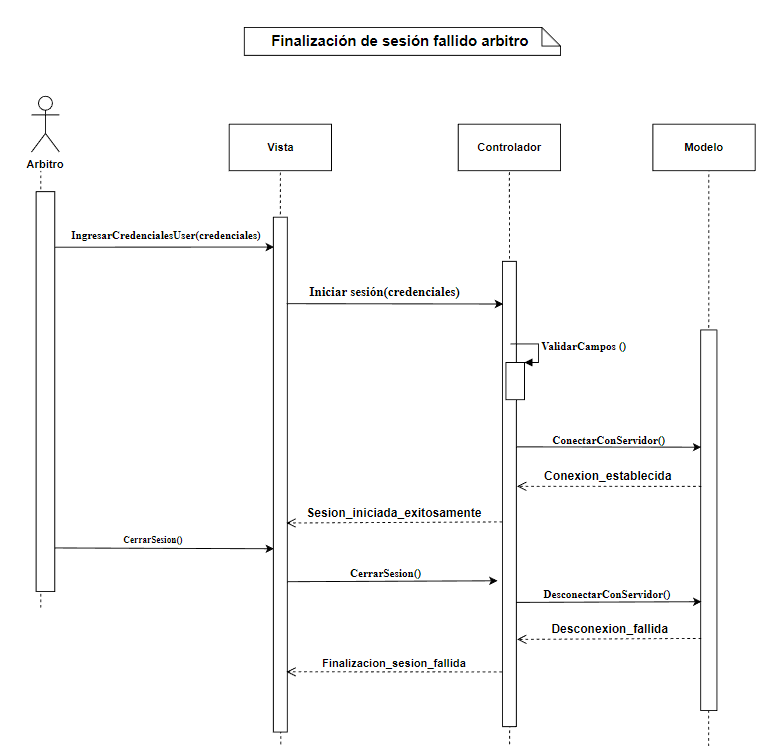 Finalización de sesión fallido arbitro
Arbitro
Vista
Controlador
Modelo
IngresarCredencialesUser(credenciales)
Iniciar sesión(credenciales)
ValidarCampos ()
ConectarConServidor()
Conexion_establecida
Sesion_iniciada_exitosamente
CerrarSesion()
CerrarSesion()
DesconectarConServidor()
Desconexion_fallida
Finalizacion_sesion_fallida